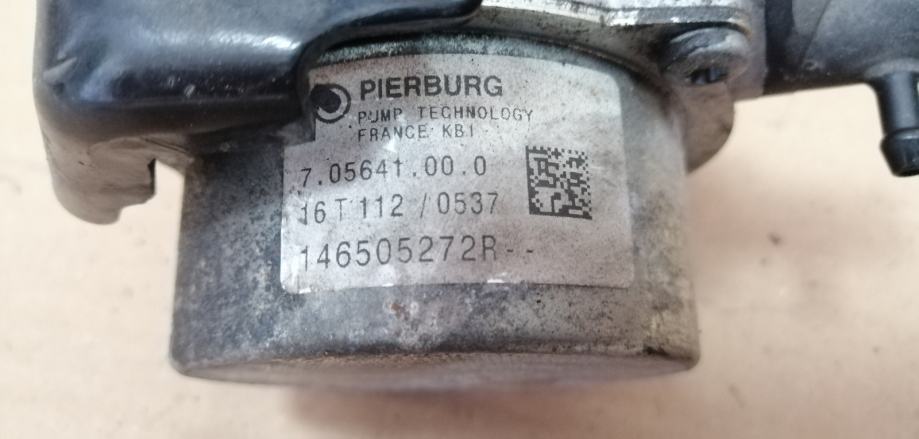 PIERBURG
PUMP TECHNOLOGY
FRANCE KB1
7.05641.00.0
16T112 / 0537
146505272R--